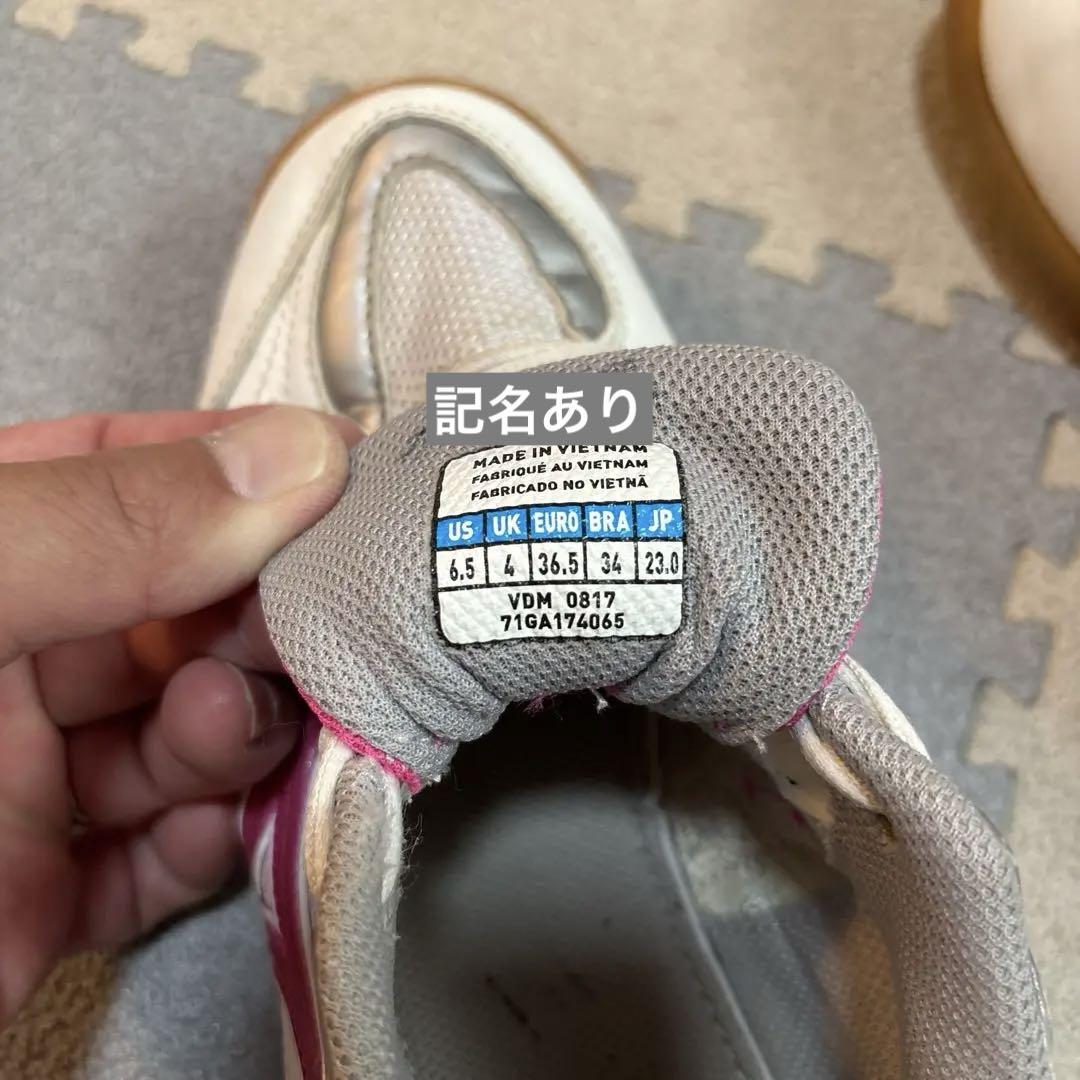 記名あり
MADE IN VIETNAM
FABRIQUÉ AU VIETNAM
FABRICADO NO VIETNÃ
US UK EURO BRA JP
6.5 4 36.5 34 23.0
VDM 0817
71GA174065